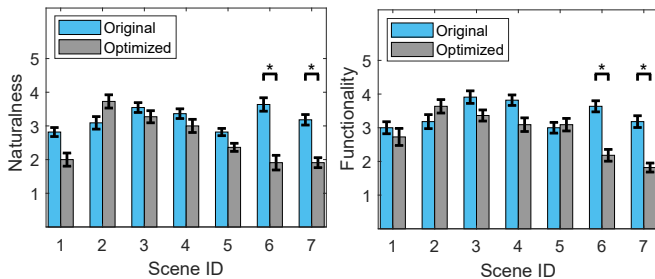 Original
Optimized
Naturalness
5
4
3
2
1
*
*
1 2 3 4 5 6 7
Scene ID
Original
Optimized
Functionality
5
4
3
2
1
*
*
1 2 3 4 5 6 7
Scene ID